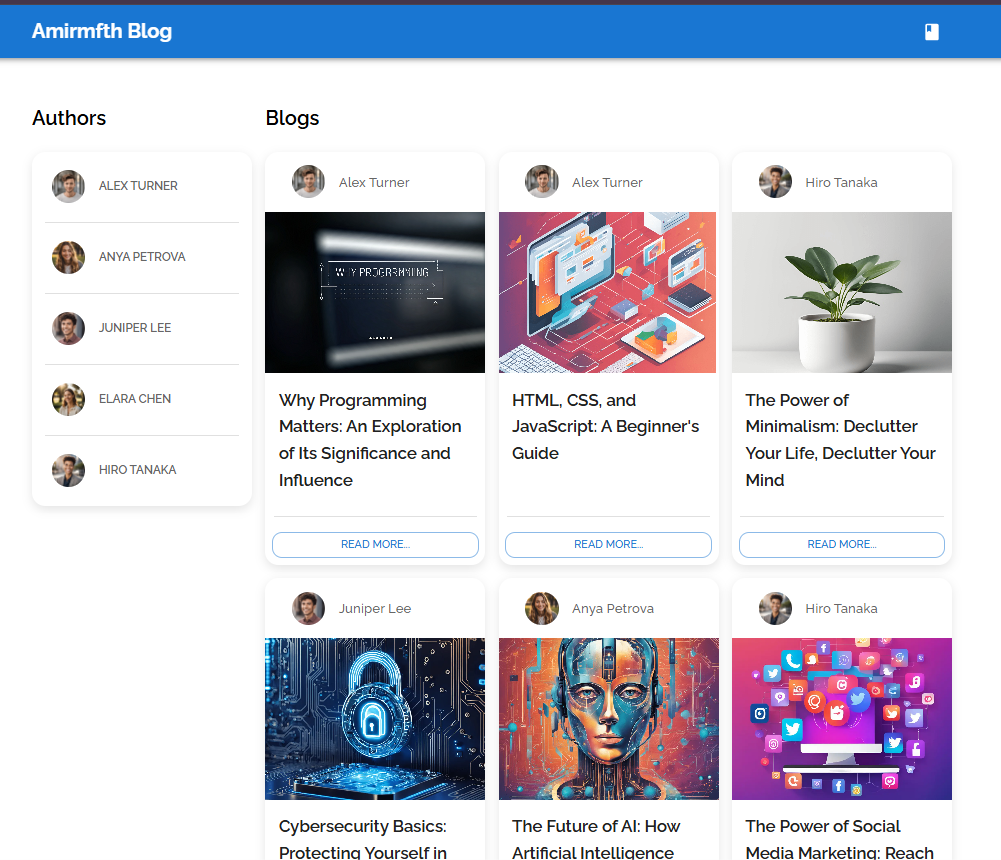 Amirmfth Blog
Authors
ALEX TURNER
ANYA PETROVA
JUNIPER LEE
ELARA CHEN
HIRO TANAKA
Blogs
Alex Turner
WHY PROGRAMMING
Why Programming
Matters: An Exploration
of Its Significance and
Influence
READ MORE...
Alex Turner
HTML, CSS, and
JavaScript: A Beginner's
Guide
READ MORE...
Hiro Tanaka
The Power of
Minimalism: Declutter
Your Life, Declutter Your
Mind
READ MORE...
Juniper Lee
Cybersecurity Basics:
Protecting Yourself in
Anya Petrova
The Future of AI: How
Artificial Intelligence
Hiro Tanaka
The Power of Social
Media Marketing: Reach